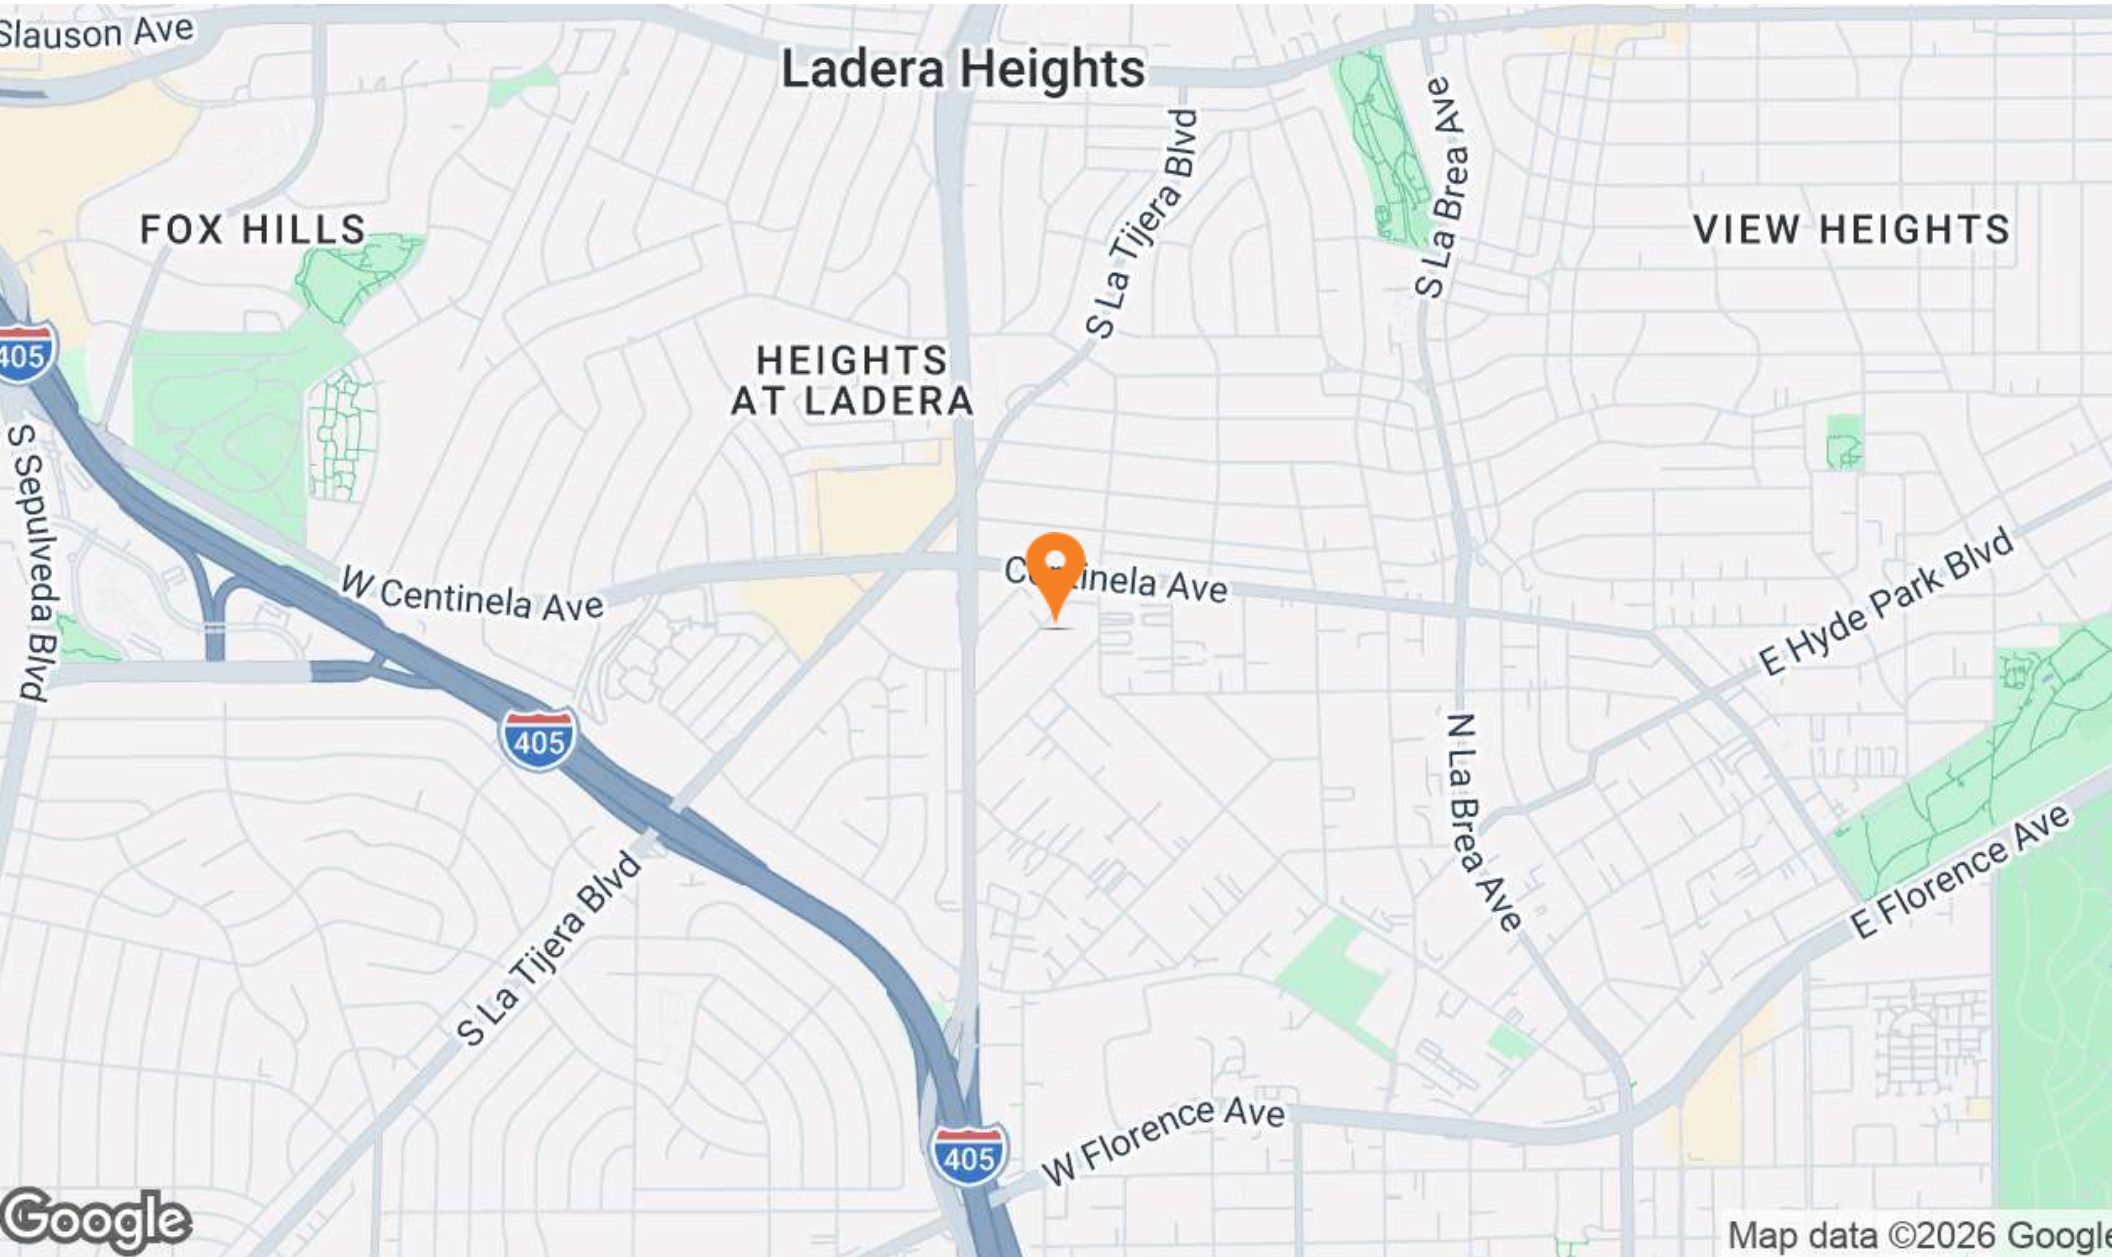 Slauson Ave
Ladera Heights
S La Tijera Blvd
S La Brea Ave
FOX HILLS
VIEW HEIGHTS
405
HEIGHTS
AT LADERA
S Sepulveda Blvd
W Centinela Ave
Centinela Ave
E Hyde Park Blvd
405
N La Brea Ave
S La Tijera Blvd
E Florence Ave
W Florence Ave
405
Google
Map data ©2026 Google